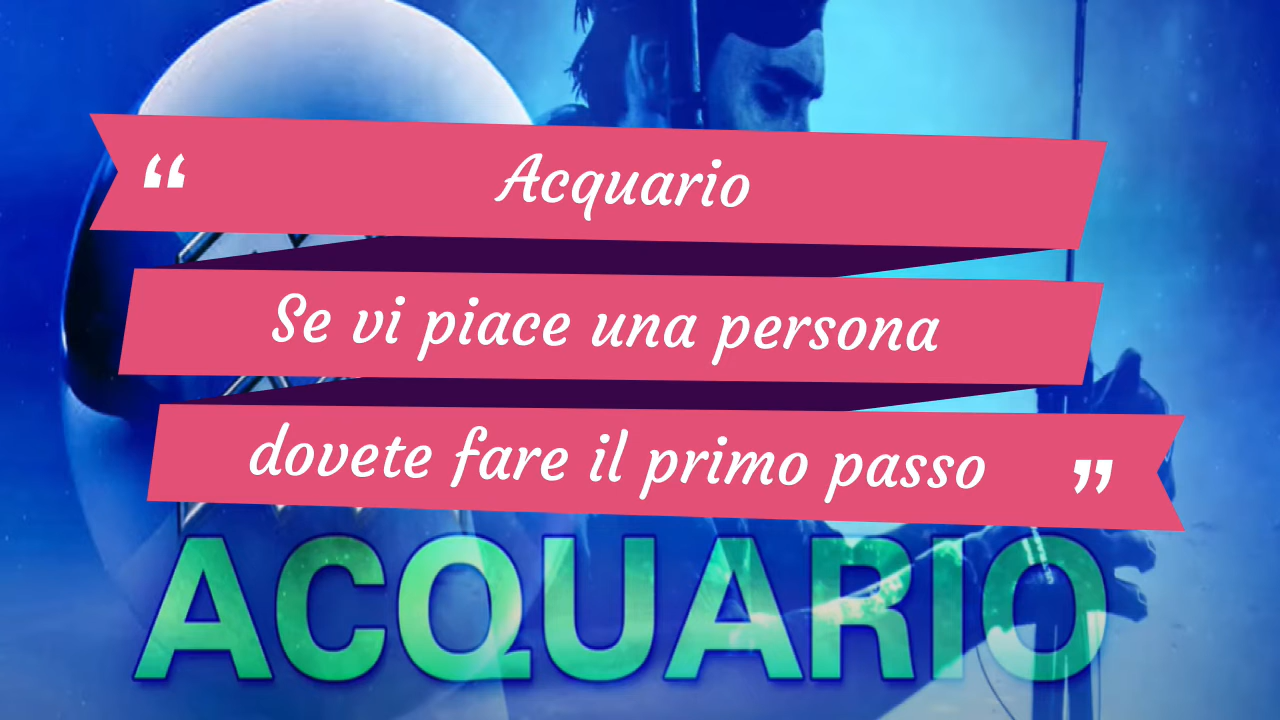 “ Acquario
Se vi piace una persona
dovete fare il primo passo ”
ACQUARIO